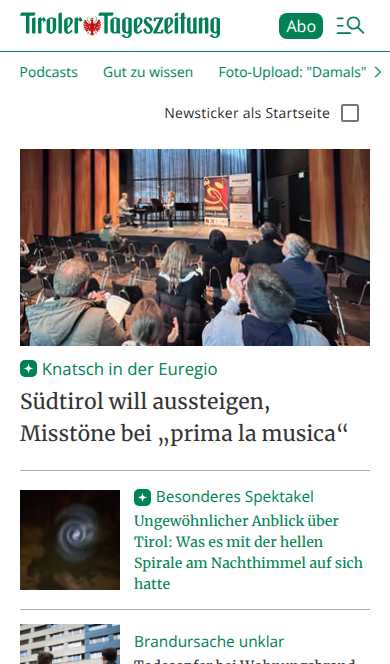 Tiroler Tageszeitung
Abo
Podcasts Gut zu wissen Foto-Upload: "Damals"
Newsticker als Startseite
Knatsch in der Euregio
Südtirol will aussteigen,
Misstöne bei „prima la musica“
Besonderes Spektakel
Ungewöhnlicher Anblick über
Tirol: Was es mit der hellen
Spirale am Nachthimmel auf sich
hatte
Brandursache unklar